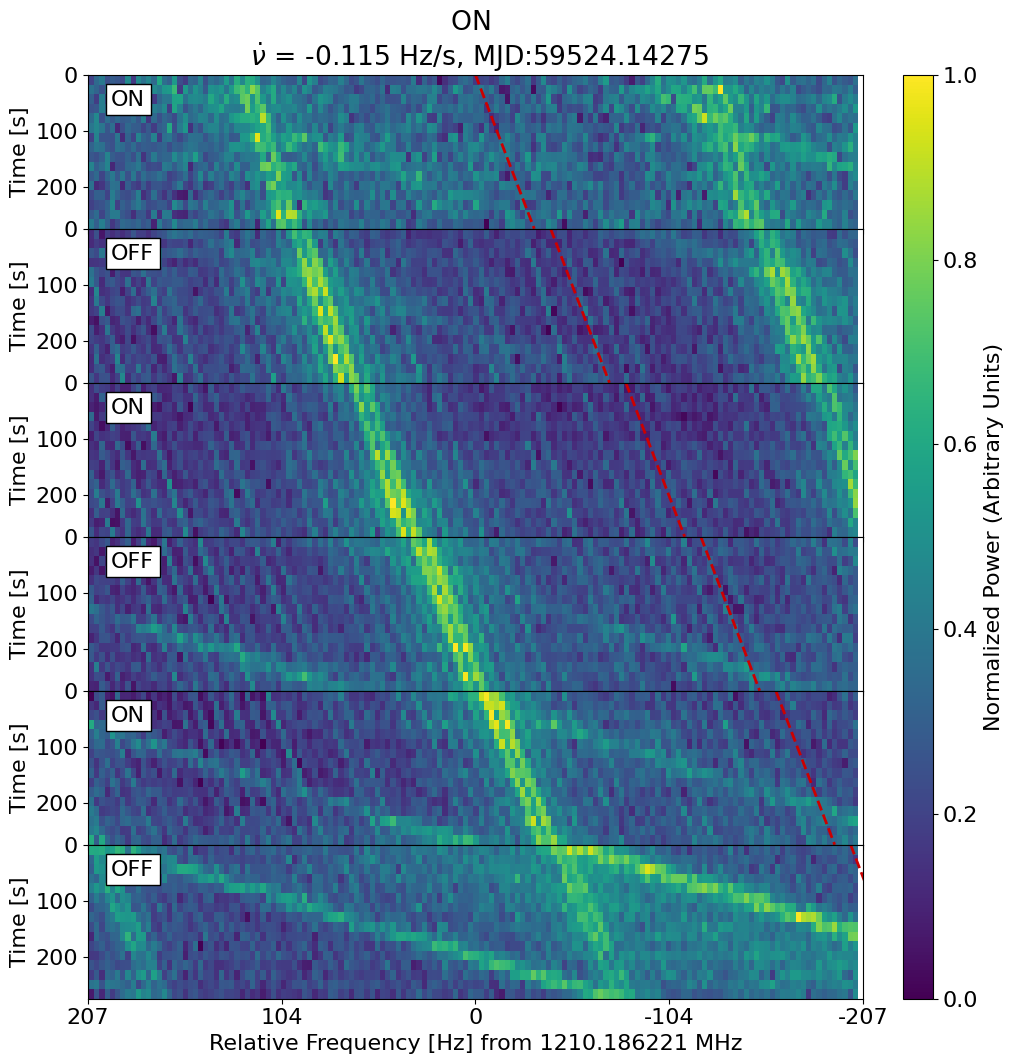 ON
ν̇ = -0.115 Hz/s, MJD:59524.14275
0
ON
100
200
Time [s]
0
OFF
100
200
Time [s]
0
ON
100
200
Time [s]
0
OFF
100
200
Time [s]
0
ON
100
200
Time [s]
0
OFF
100
200
Time [s]
207 104 0 -104 -207
Relative Frequency [Hz] from 1210.186221 MHz
1.0
0.8
0.6
0.4
0.2
0.0
Normalized Power (Arbitrary Units)